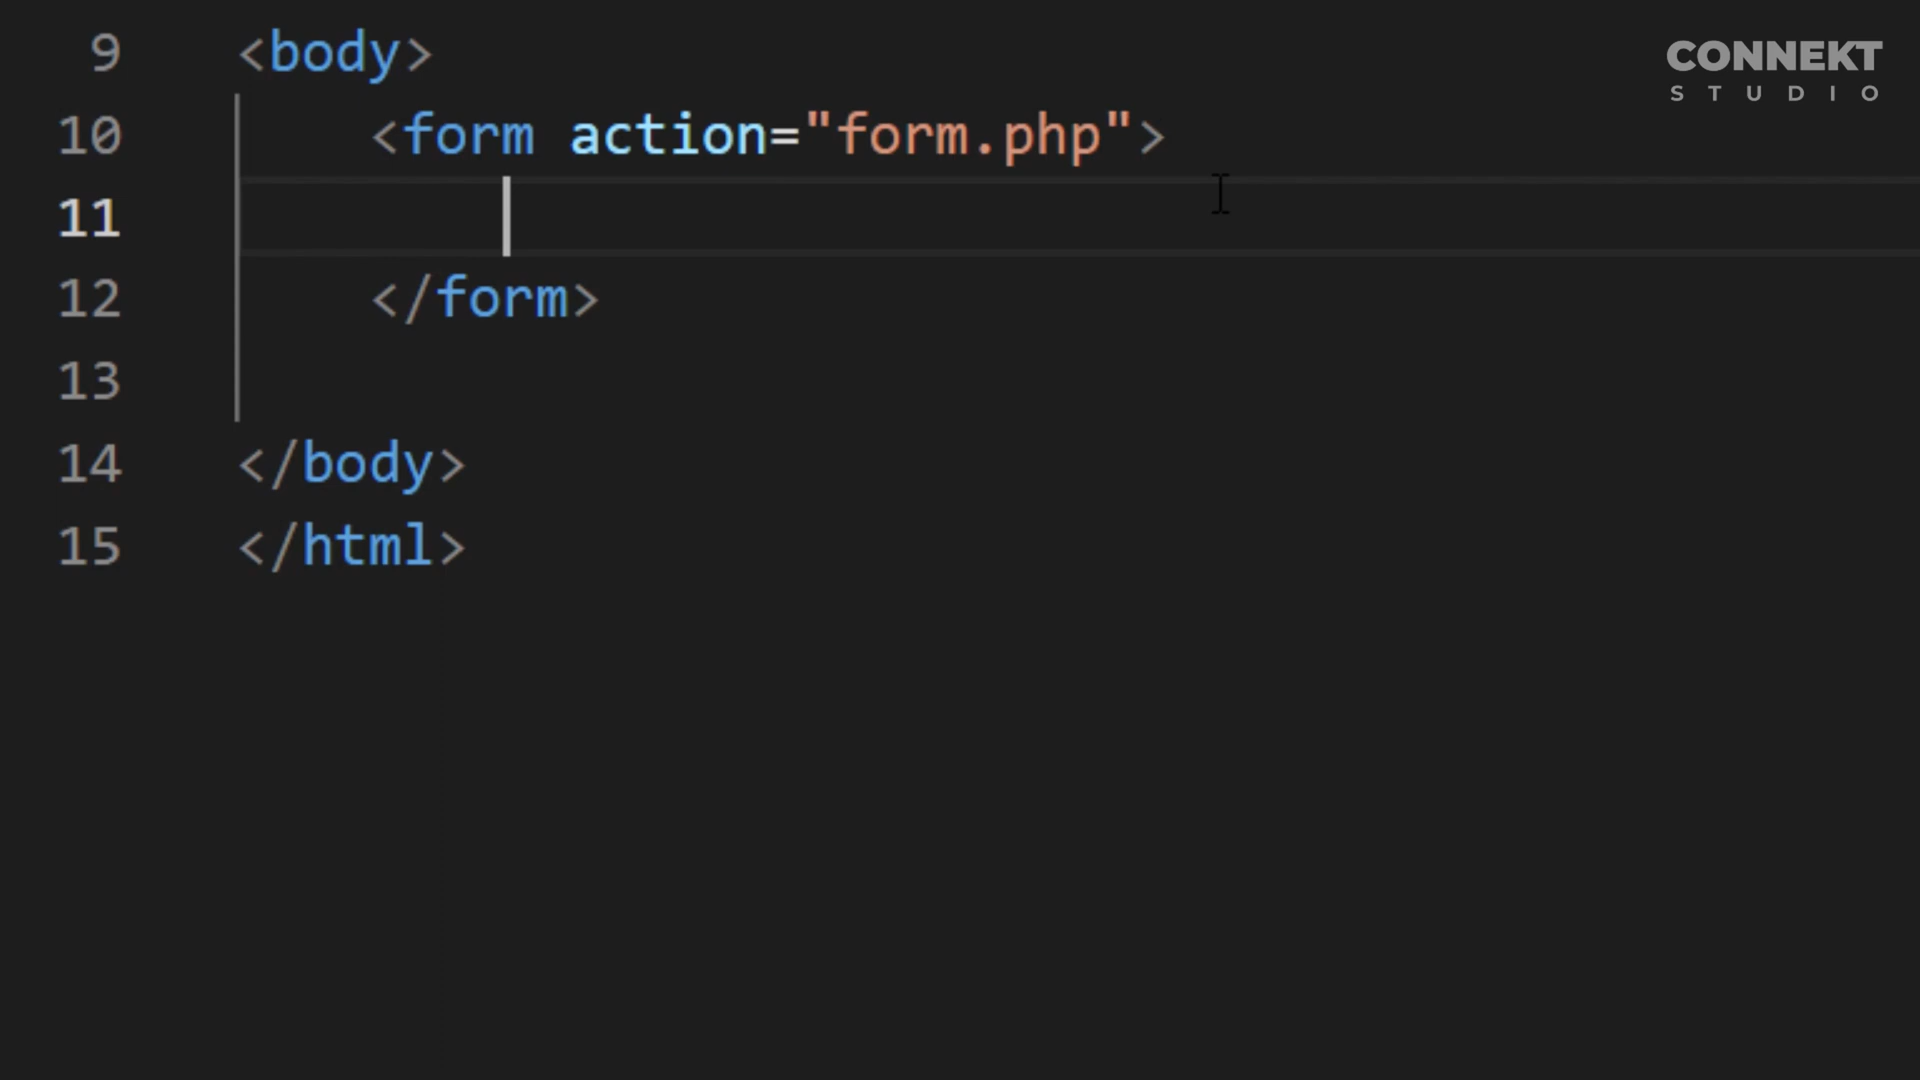 9 <body>
CONNEKT
STUDIO
10 <form action="form.php">
11
12 </form>
13
14 </body>
15 </html>